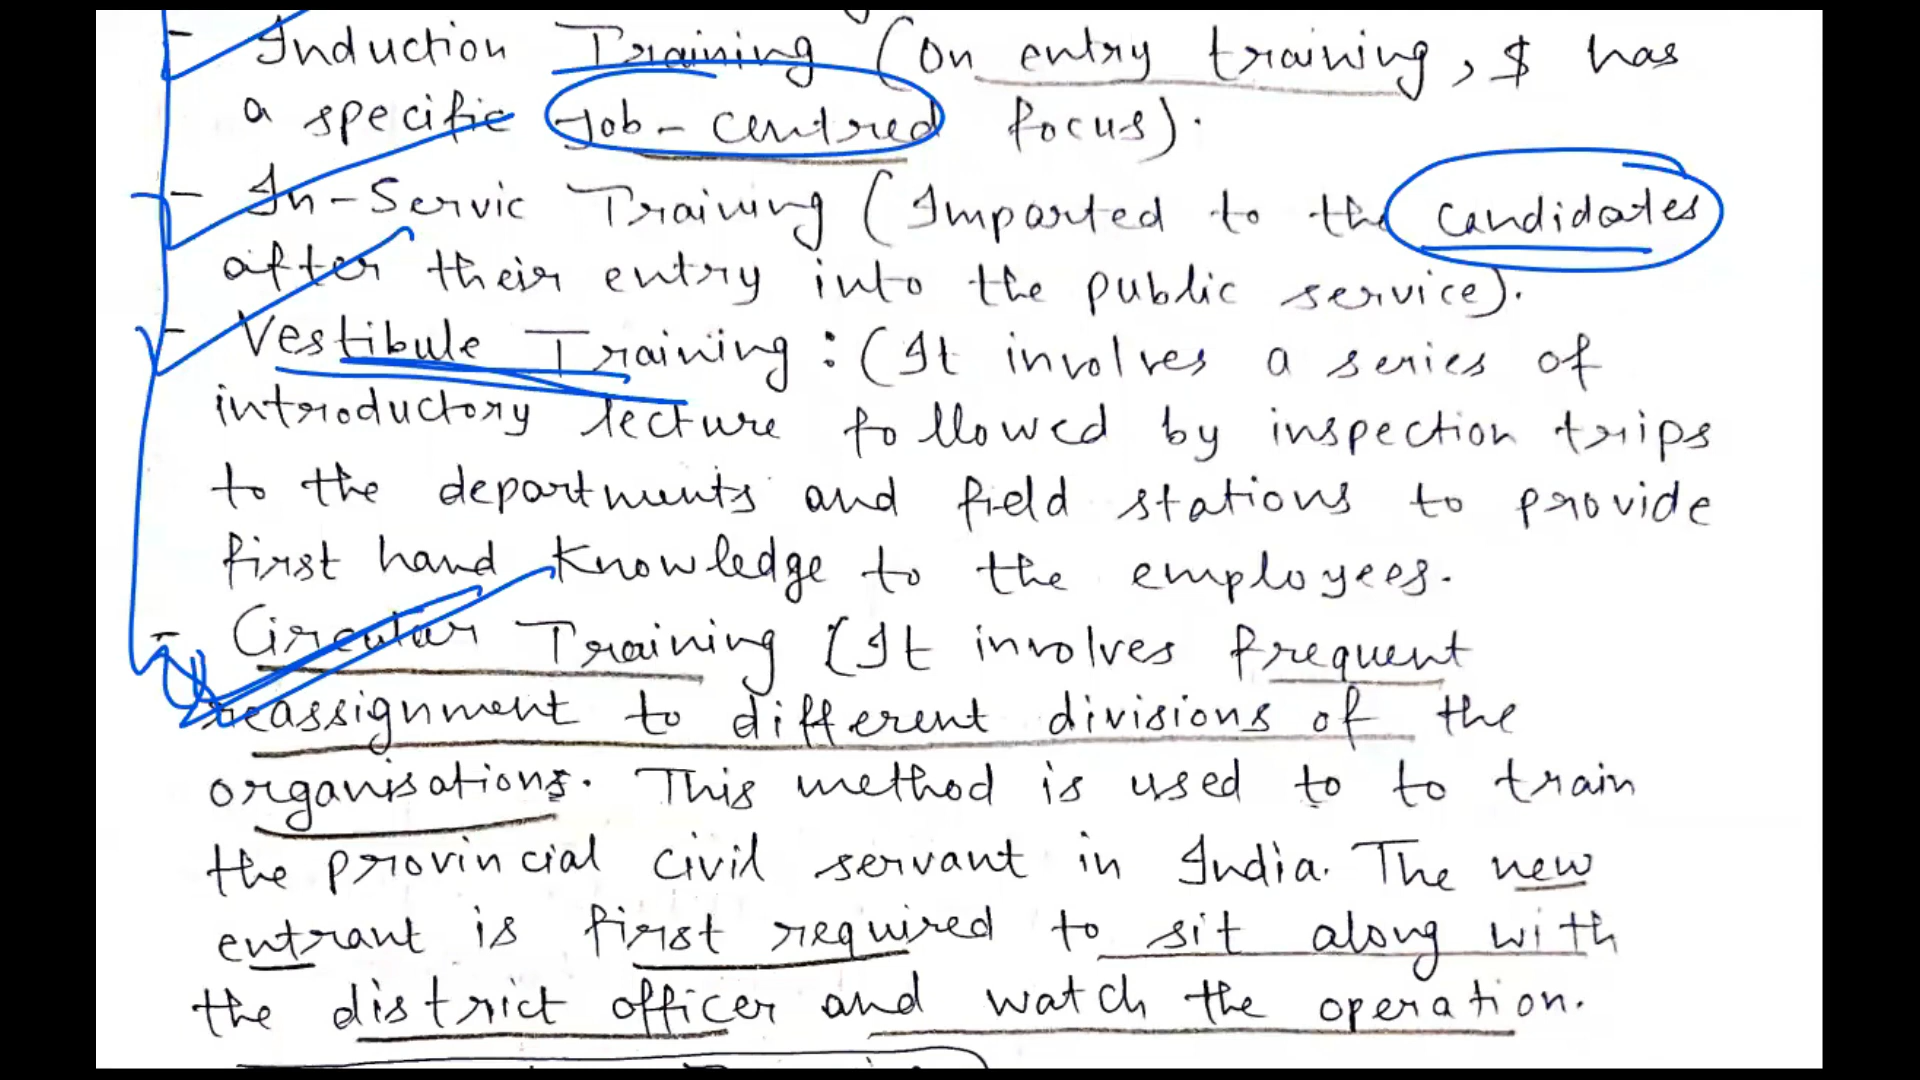 - Induction Training (On entry training, $ has
a specific Job-centred focus).
- In-Servic Training (Imparted to the candidates
after their entry into the public service).
- Vestibule Training: (It involves a series of
introductory lecture followed by inspection trips
to the departments and field stations to provide
first hand knowledge to the employees.
- Circular Training (It involves frequent
reassignment to different divisions of the
organisations. This method is used to to train
the provincial civil servant in India. The new
entrant is first required to sit along with
the district officer and watch the operation.